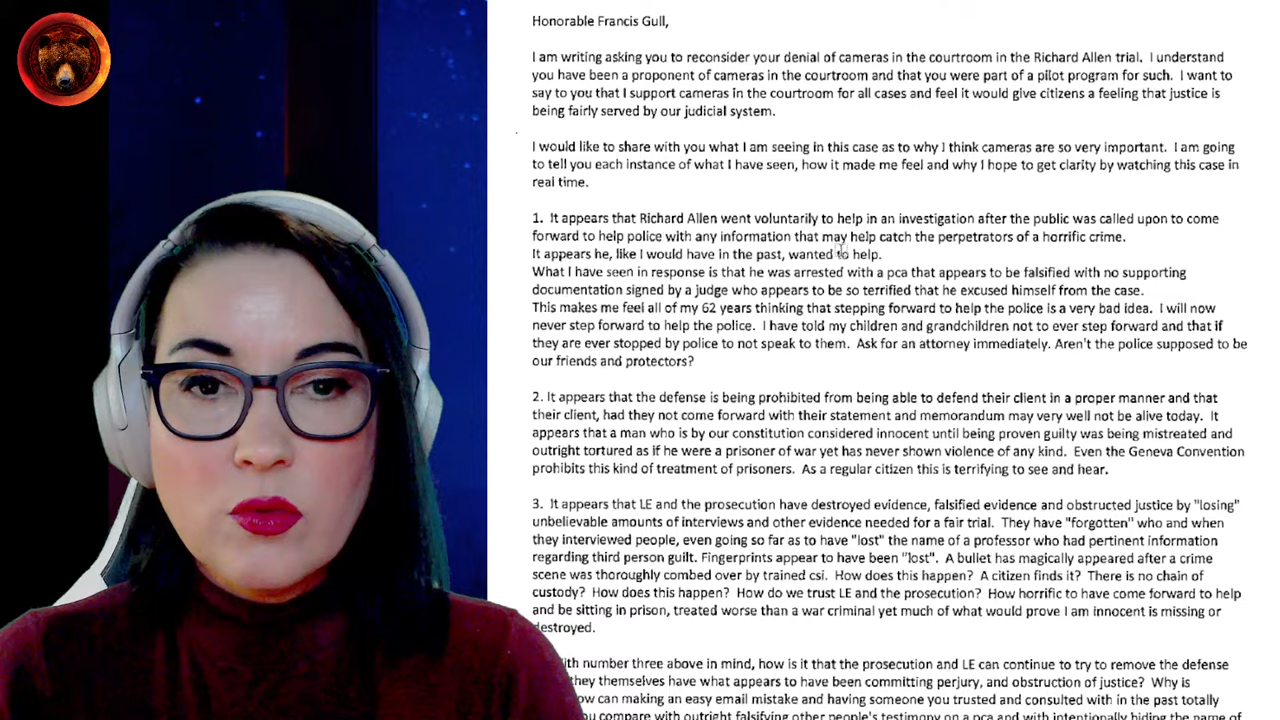 Honorable Francis Gull,
I am writing asking you to reconsider your denial of cameras in the courtroom in the Richard Allen trial.  I understand
you have been a proponent of cameras in the courtroom and that you were part of a pilot program for such.  I want to
say to you that I support cameras in the courtroom for all cases and feel it would give citizens a feeling that justice is
being fairly served by our judicial system.
I would like to share with you what I am seeing in this case as to why I think cameras are so very important.  I am going
to tell you each instance of what I have seen, how it made me feel and why I hope to get clarity by watching this case in
real time.
1.  It appears that Richard Allen went voluntarily to help in an investigation after the public was called upon to come
forward to help police with any information that may help catch the perpetrators of a horrific crime.
It appears he, like I would have in the past, wanted to help.
What I have seen in response is that he was arrested with a pca that appears to be falsified with no supporting
documentation signed by a judge who appears to be so terrified that he excused himself from the case.
This makes me feel all of my 62 years thinking that stepping forward to help the police is a very bad idea.  I will now
never step forward to help the police.  I have told my children and grandchildren not to ever step forward and that if
they are ever stopped by police to not speak to them.  Ask for an attorney immediately. Aren't the police supposed to be
our friends and protectors?
2. It appears that the defense is being prohibited from being able to defend their client in a proper manner and that
their client, had they not come forward with their statement and memorandum may very well not be alive today.  It
appears that a man who is by our constitution considered innocent until being proven guilty was being mistreated and
outright tortured as if he were a prisoner of war yet has never shown violence of any kind.  Even the Geneva Convention
prohibits this kind of treatment of prisoners.  As a regular citizen this is terrifying to see and hear.
3.  It appears that LE and the prosecution have destroyed evidence, falsified evidence and obstructed justice by "losing"
unbelievable amounts of interviews and other evidence needed for a fair trial.  They have "forgotten" who and when
they interviewed people, even going so far as to have "lost" the name of a professor who had pertinent information
regarding third person guilt. Fingerprints appear to have been "lost".  A bullet has magically appeared after a crime
scene was thoroughly combed over by trained csi.  How does this happen?  A citizen finds it?  There is no chain of
custody?  How does this happen?  How do we trust LE and the prosecution?  How horrific to have come forward to help
and be sitting in prison, treated worse than a war criminal yet much of what would prove I am innocent is missing or
destroyed.
number three above in mind, how is it that the prosecution and LE can continue to try to remove the defense
they themselves have what appears to have been committing perjury, and obstruction of justice?  Why is
can making an easy email mistake and having someone you trusted and consulted with in the past totally
compare with outright falsifying other people's testimony on a pca and with intentionally hiding the name of